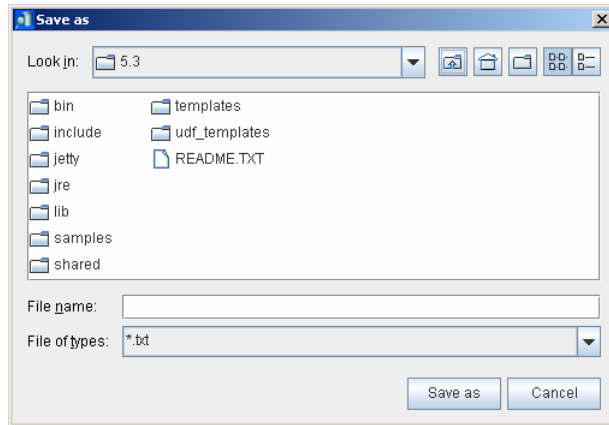 Save as
Look in: 5.3
bin templates
include udf_templates
jetty README.TXT
jre
lib
samples
shared
File name:
File of types: *.txt
Save as Cancel